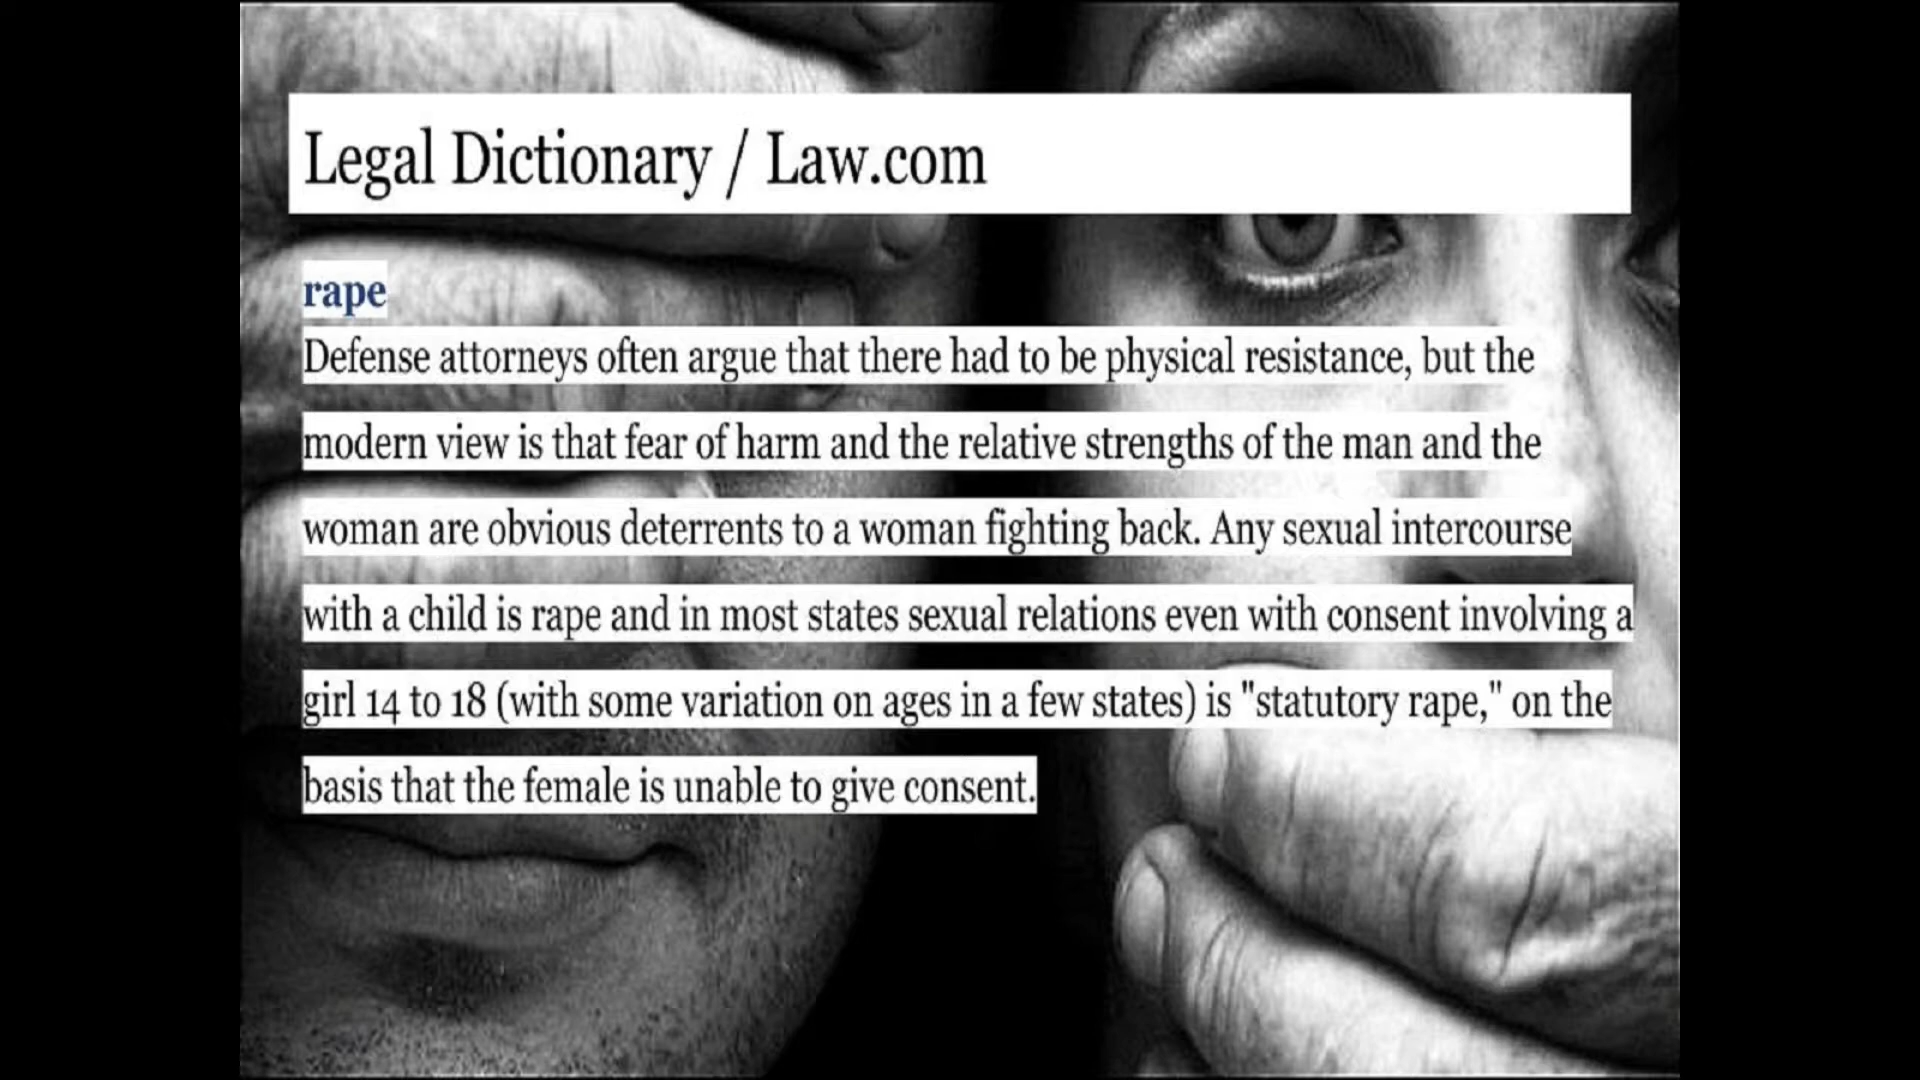 Legal Dictionary / Law.com
rape
Defense attorneys often argue that there had to be physical resistance, but the
modern view is that fear of harm and the relative strengths of the man and the
woman are obvious deterrents to a woman fighting back. Any sexual intercourse
with a child is rape and in most states sexual relations even with consent involving a
girl 14 to 18 (with some variation on ages in a few states) is "statutory rape," on the
basis that the female is unable to give consent.